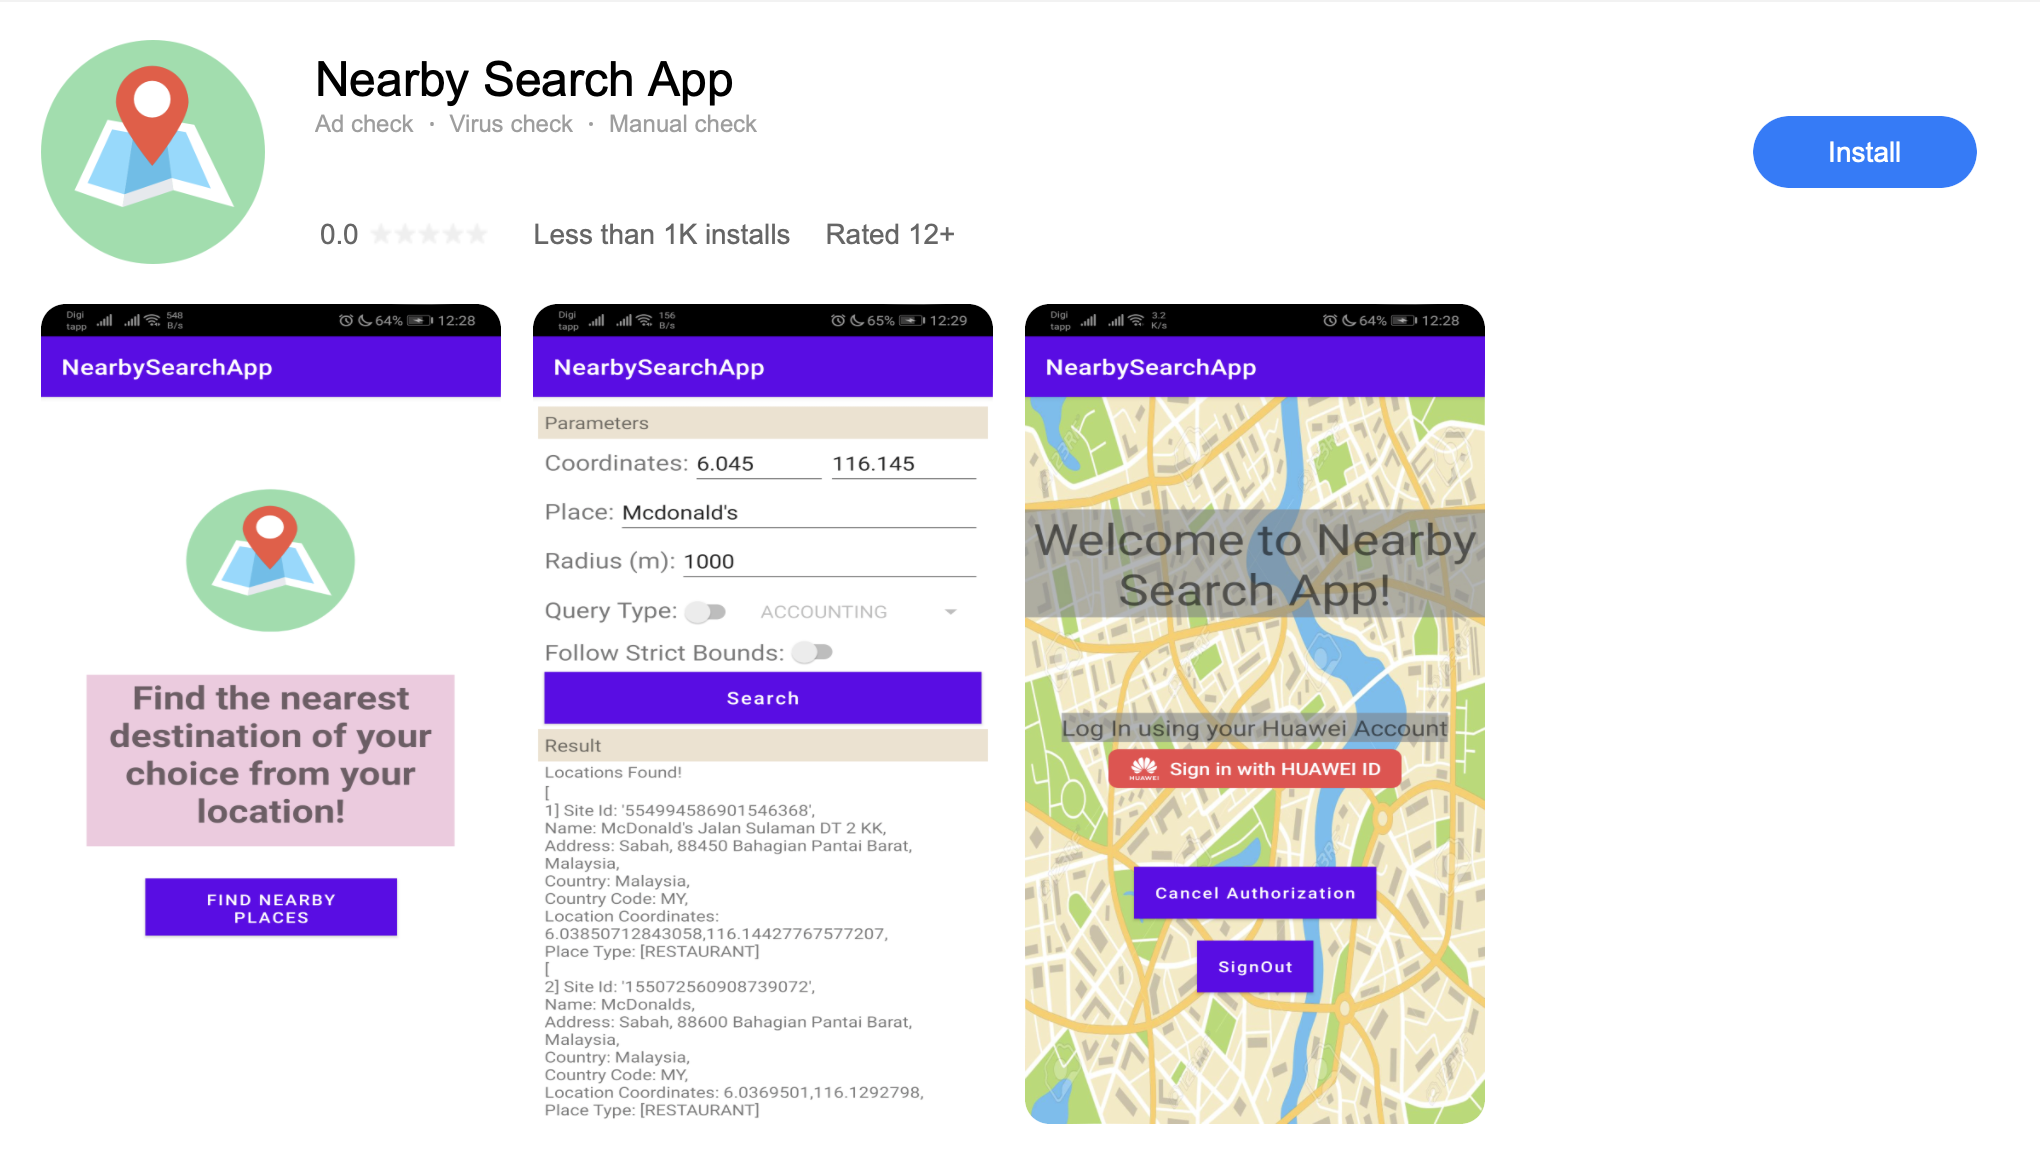 Nearby Search App
Ad check · Virus check · Manual check
Install
0.0
Less than 1K installs
Rated 12+
Digi
tapp
548
B/s
64%
12:28
NearbySearchApp
Find the nearest
destination of your
choice from your
location!
FIND NEARBY
PLACES
Digi
tapp
156
B/s
65%
12:29
NearbySearchApp
Parameters
Coordinates: 6.045 116.145
Place: Mcdonald's
Radius (m): 1000
Query Type: ACCOUNTING
Follow Strict Bounds:
Search
Result
Locations Found!
[
1] Site Id: '554994586901546368',
Name: McDonald's Jalan Sulaman DT 2 KK,
Address: Sabah, 88450 Bahagian Pantai Barat,
Malaysia,
Country: Malaysia,
Country Code: MY,
Location Coordinates:
6.03850712843058,116.14427767577207,
Place Type: [RESTAURANT]
[
2] Site Id: '155072560908739072',
Name: McDonalds,
Address: Sabah, 88600 Bahagian Pantai Barat,
Malaysia,
Country: Malaysia,
Country Code: MY,
Location Coordinates: 6.0369501,116.1292798,
Place Type: [RESTAURANT]
Digi
tapp
3.2
K/s
64%
12:28
NearbySearchApp
Welcome to Nearby
Search App!
Log In using your Huawei Account
HUAWEI
Sign in with HUAWEI ID
Cancel Authorization
SignOut